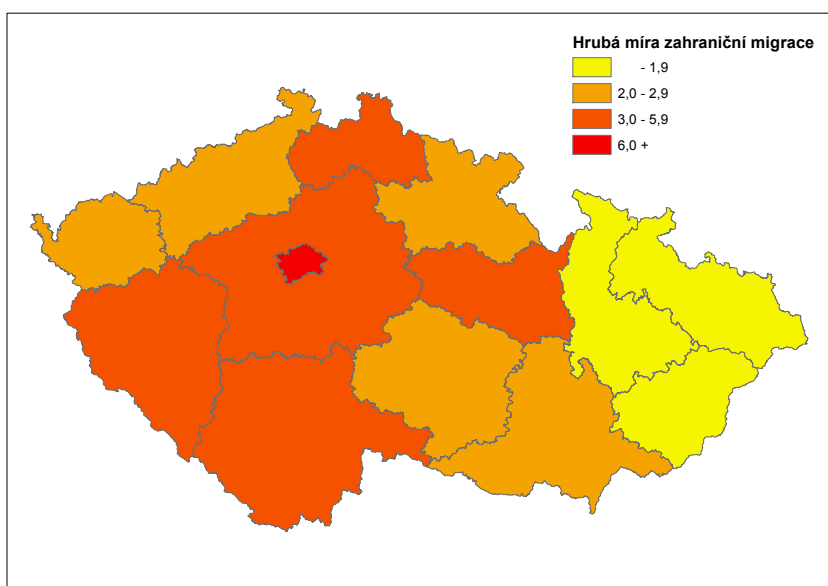 Hrubá míra zahraniční migrace
- 1,9
2,0 - 2,9
3,0 - 5,9
6,0 +